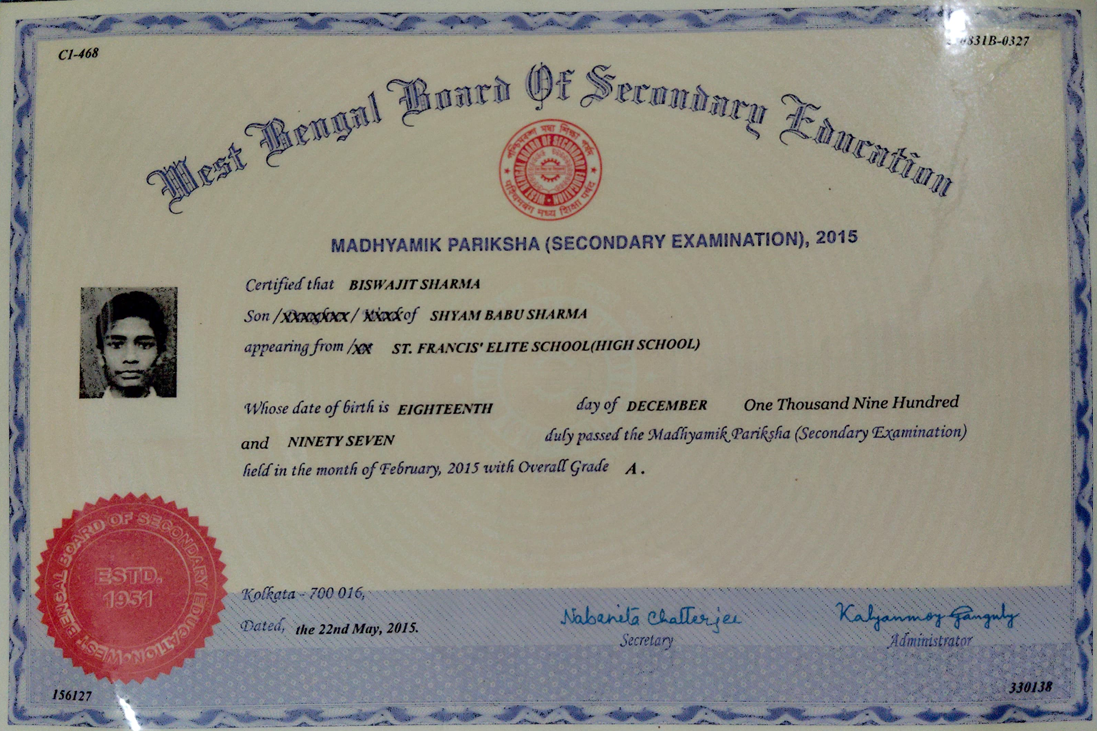 C1-468
831B-0327
West Bengal Board Of Secondary Education
MADHYAMIK PARIKSHA (SECONDARY EXAMINATION), 2015
Certified that BISWAJIT SHARMA
Son / / of SHYAM BABU SHARMA
appearing from / ST. FRANCIS' ELITE SCHOOL(HIGH SCHOOL)
Whose date of birth is EIGHTEENTH day of DECEMBER One Thousand Nine Hundred
and NINETY SEVEN duly passed the Madhyamik Pariksha (Secondary Examination)
held in the month of February, 2015 with Overall Grade A .
WEST BENGAL BOARD OF SECONDARY EDUCATION
ESTD.
1951
Kolkata - 700 016,
Dated, the 22nd May, 2015.
Nabanita Chatterjee
Secretary
Kalyanmoy Ganguly
Administrator
156127
330138